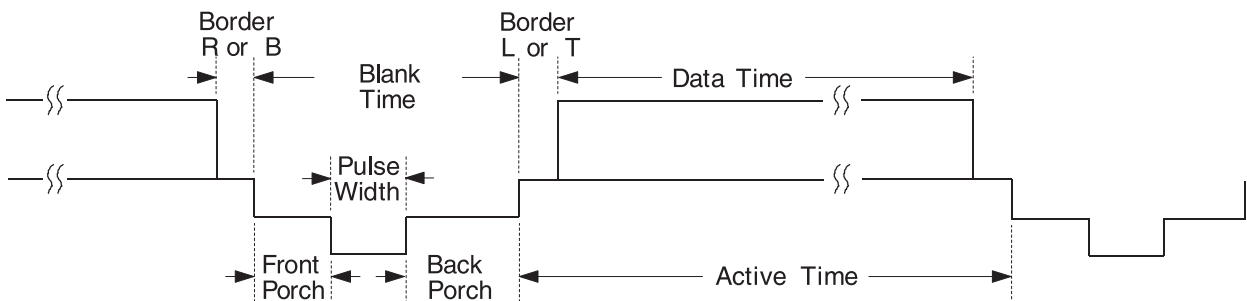 Border
R or B
Border
L or T
Blank
Time
Data Time
Pulse
Width
Front
Porch
Back
Porch
Active Time